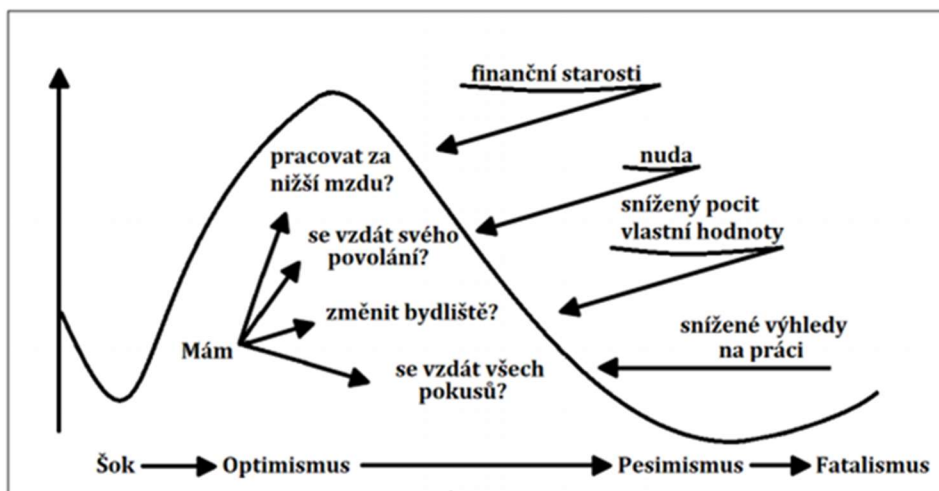 finanční starosti
nuda
snížený pocit
vlastní hodnoty
snížené výhledy
na práci
pracovat za
nižší mzdu?
se vzdát svého
povolání?
změnit bydliště?
Mám
se vzdát všech
pokusů?
Šok Optimismus Pesimismus Fatalismus